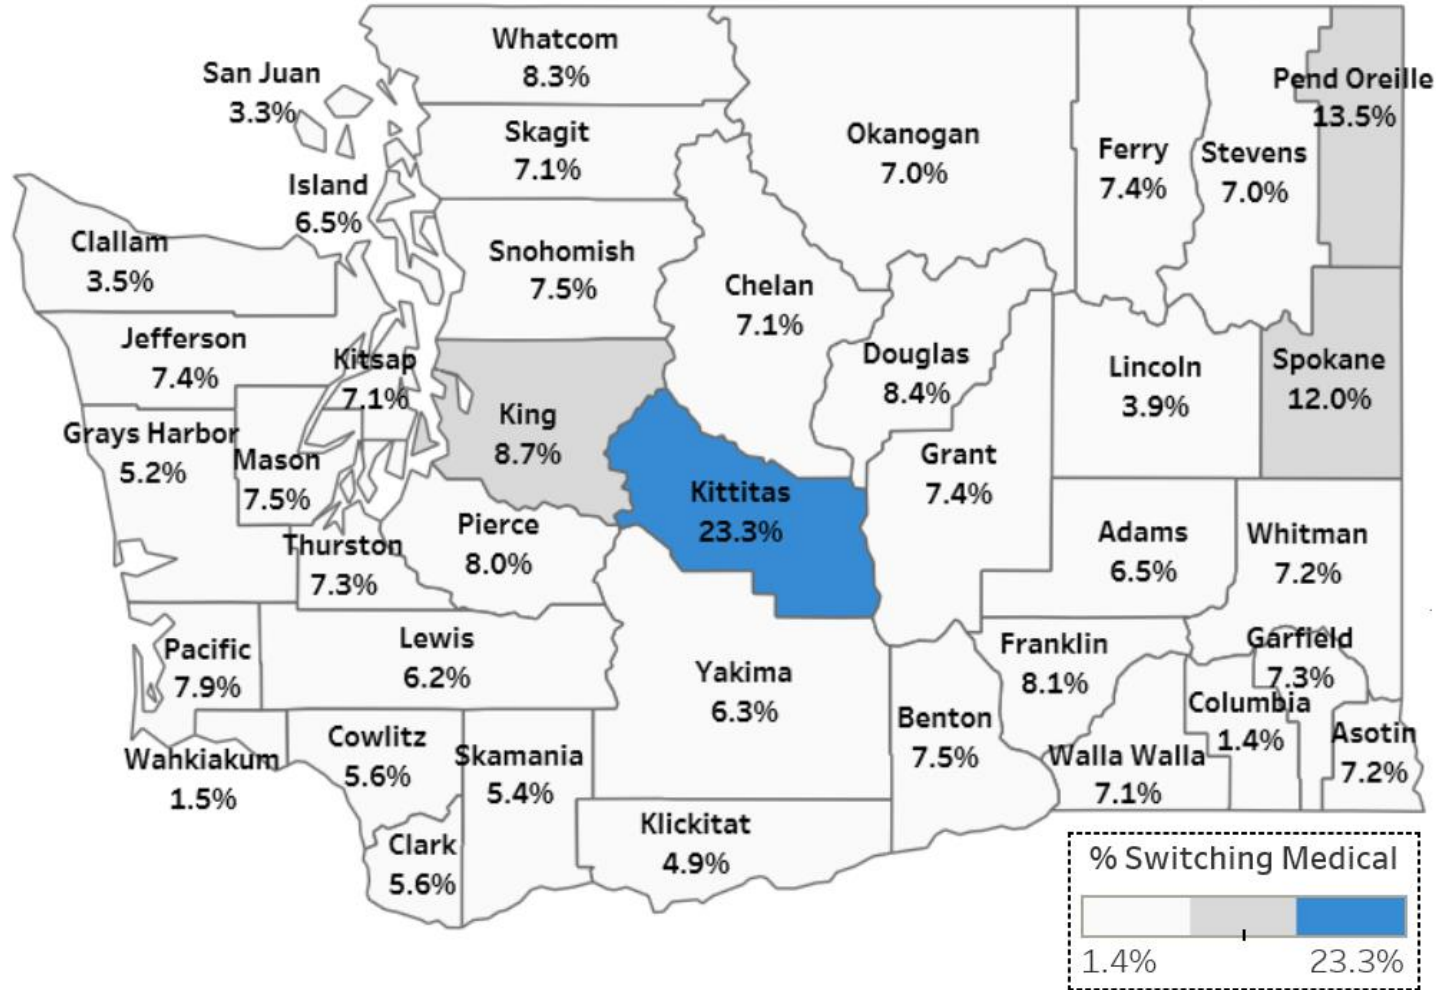 Whatcom
8.3%
San Juan
3.3%
Skagit
7.1%
Okanogan
7.0%
Ferry
7.4%
Stevens
7.0%
Pend Oreille
13.5%
Island
6.5%
Clallam
3.5%
Snohomish
7.5%
Chelan
7.1%
Jefferson
7.4%
Kitsap
7.1%
Douglas
8.4%
Lincoln
3.9%
Spokane
12.0%
Grays Harbor
5.2%
Mason
7.5%
King
8.7%
Kittitas
23.3%
Grant
7.4%
Thurston
7.3%
Pierce
8.0%
Adams
6.5%
Whitman
7.2%
Pacific
7.9%
Lewis
6.2%
Yakima
6.3%
Franklin
8.1%
Garfield
7.3%
Columbia
1.4%
Benton
7.5%
Walla Walla
7.1%
Asotin
7.2%
Wahkiakum
1.5%
Cowlitz
5.6%
Skamania
5.4%
Klickitat
4.9%
Clark
5.6%
% Switching Medical
1.4% 23.3%